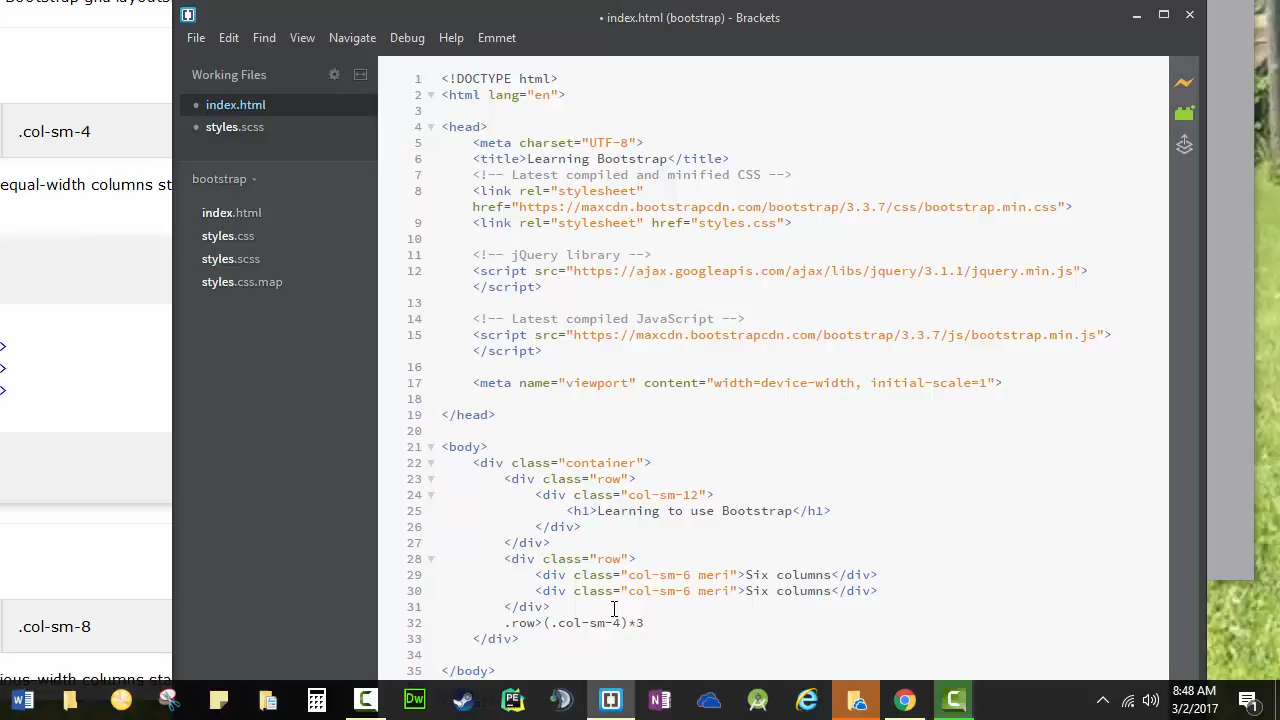 Bootstrap grid layouts
• index.html (bootstrap) - Brackets
File Edit Find View Navigate Debug Help Emmet
Working Files
index.html
styles.scss
bootstrap
index.html
styles.css
styles.scss
styles.css.map
.col-sm-4
equal-width columns st
>
>
>
.col-sm-8
ious-width columns sta
1 <!DOCTYPE html>
2 <html lang="en">
3
4 <head>
5 <meta charset="UTF-8">
6 <title>Learning Bootstrap</title>
7 <!-- Latest compiled and minified CSS -->
8 <link rel="stylesheet"
href="https://maxcdn.bootstrapcdn.com/bootstrap/3.3.7/css/bootstrap.min.css">
9 <link rel="stylesheet" href="styles.css">
10
11 <!-- jQuery library -->
12 <script src="https://ajax.googleapis.com/ajax/libs/jquery/3.1.1/jquery.min.js">
</script>
13
14 <!-- Latest compiled JavaScript -->
15 <script src="https://maxcdn.bootstrapcdn.com/bootstrap/3.3.7/js/bootstrap.min.js">
</script>
16
17 <meta name="viewport" content="width=device-width, initial-scale=1">
18
19 </head>
20
21 <body>
22 <div class="container">
23 <div class="row">
24 <div class="col-sm-12">
25 <h1>Learning to use Bootstrap</h1>
26 </div>
27 </div>
28 <div class="row">
29 <div class="col-sm-6 meri">Six columns</div>
30 <div class="col-sm-6 meri">Six columns</div>
31 </div>
32 .row>(.col-sm-4)*3
33 </div>
34
35 </body>
Dw
PE
N
8:48 AM
3/2/2017
1